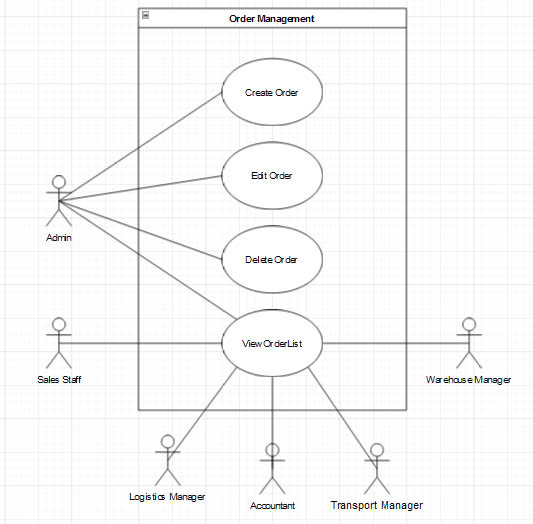 Order Management
Create Order
Edit Order
Admin
Delete Order
View OrderList
Sales Staff
Warehouse Manager
Logistics Manager
Accountant
Transport Manager